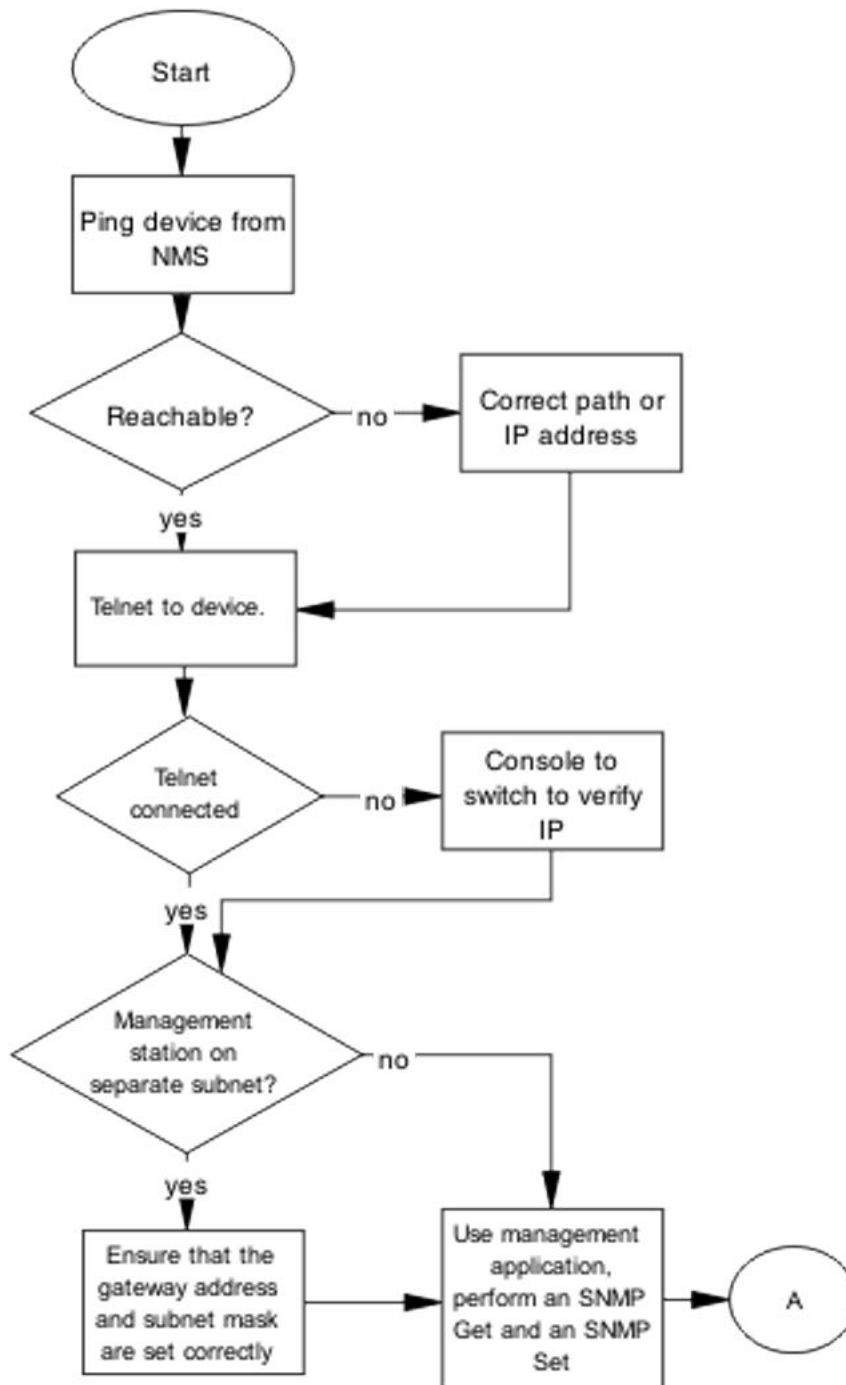 Start
Ping device from
NMS
Reachable?
no
Correct path or
IP address
yes
Telnet to device.
Telnet
connected
no
Console to
switch to verify
IP
yes
Management
station on
separate subnet?
no
yes
Ensure that the
gateway address
and subnet mask
are set correctly
Use management
application,
perform an SNMP
Get and an SNMP
Set
A